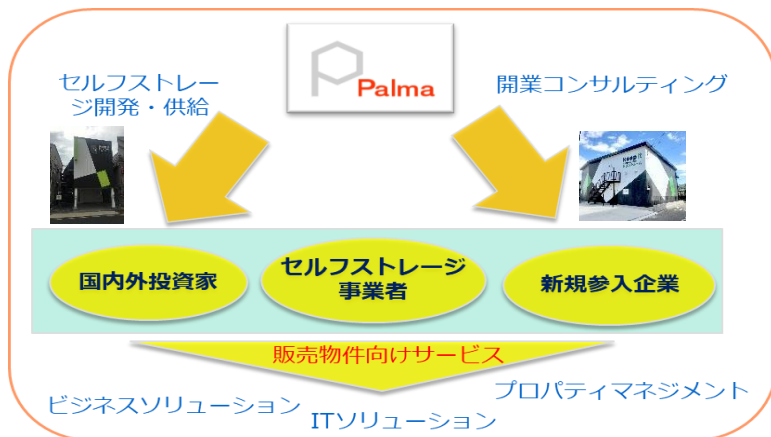 Palma
セルフストレー
ジ開発・供給
開業コンサルティング
国内外投資家
セルフストレージ
事業者
新規参入企業
販売物件向けサービス
ビジネスソリューション
ITソリューション
プロパティマネジメント